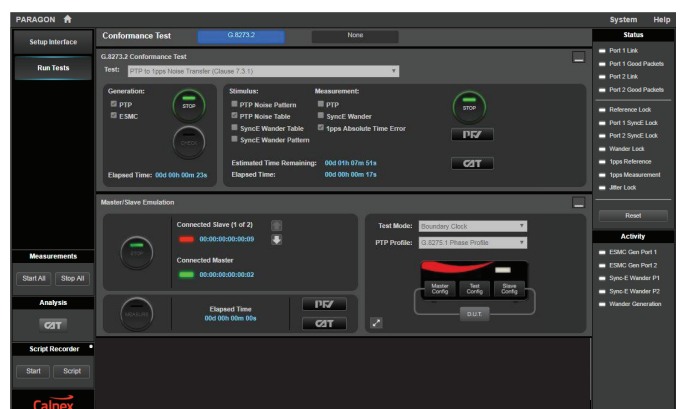 PARAGON
System Help
Setup Interface
Run Tests
Conformance Test
G.8273.2
None
G.8273.2 Conformance Test
Test: PTP to 1pps Noise Transfer (Clause 7.3.1)
Generation:
PTP
ESMC
STOP
CHECK
Elapsed Time: 00d 00h 00m 23s
Stimulus:
PTP Noise Pattern
PTP Noise Table
SyncE Wander Table
SyncE Wander Pattern
Measurement:
PTP
SyncE Wander
1pps Absolute Time Error
Estimated Time Remaining: 00d 01h 07m 51s
Elapsed Time: 00d 00h 00m 17s
STOP
PFV
CAT
Master/Slave Emulation
STOP
Connected Slave (1 of 2)
00:00:00:00:00:09
Connected Master
00:00:00:00:00:02
MEASURE
Elapsed Time
00d 00h 00m 00s
PFV
CAT
Test Mode: Boundary Clock
PTP Profile: G.8275.1 Phase Profile
Master Config
Test Config
Slave Config
D.U.T.
Measurements
Start All Stop All
Analysis
CAT
Script Recorder
Start Script
Calnex
Status
Port 1 Link
Port 1 Good Packets
Port 2 Link
Port 2 Good Packets
Reference Lock
Port 1 SyncE Lock
Port 2 SyncE Lock
Wander Lock
1pps Reference
1pps Measurement
Jitter Lock
Reset
Activity
ESMC Gen Port 1
ESMC Gen Port 2
Sync-E Wander P1
Sync-E Wander P2
Wander Generation